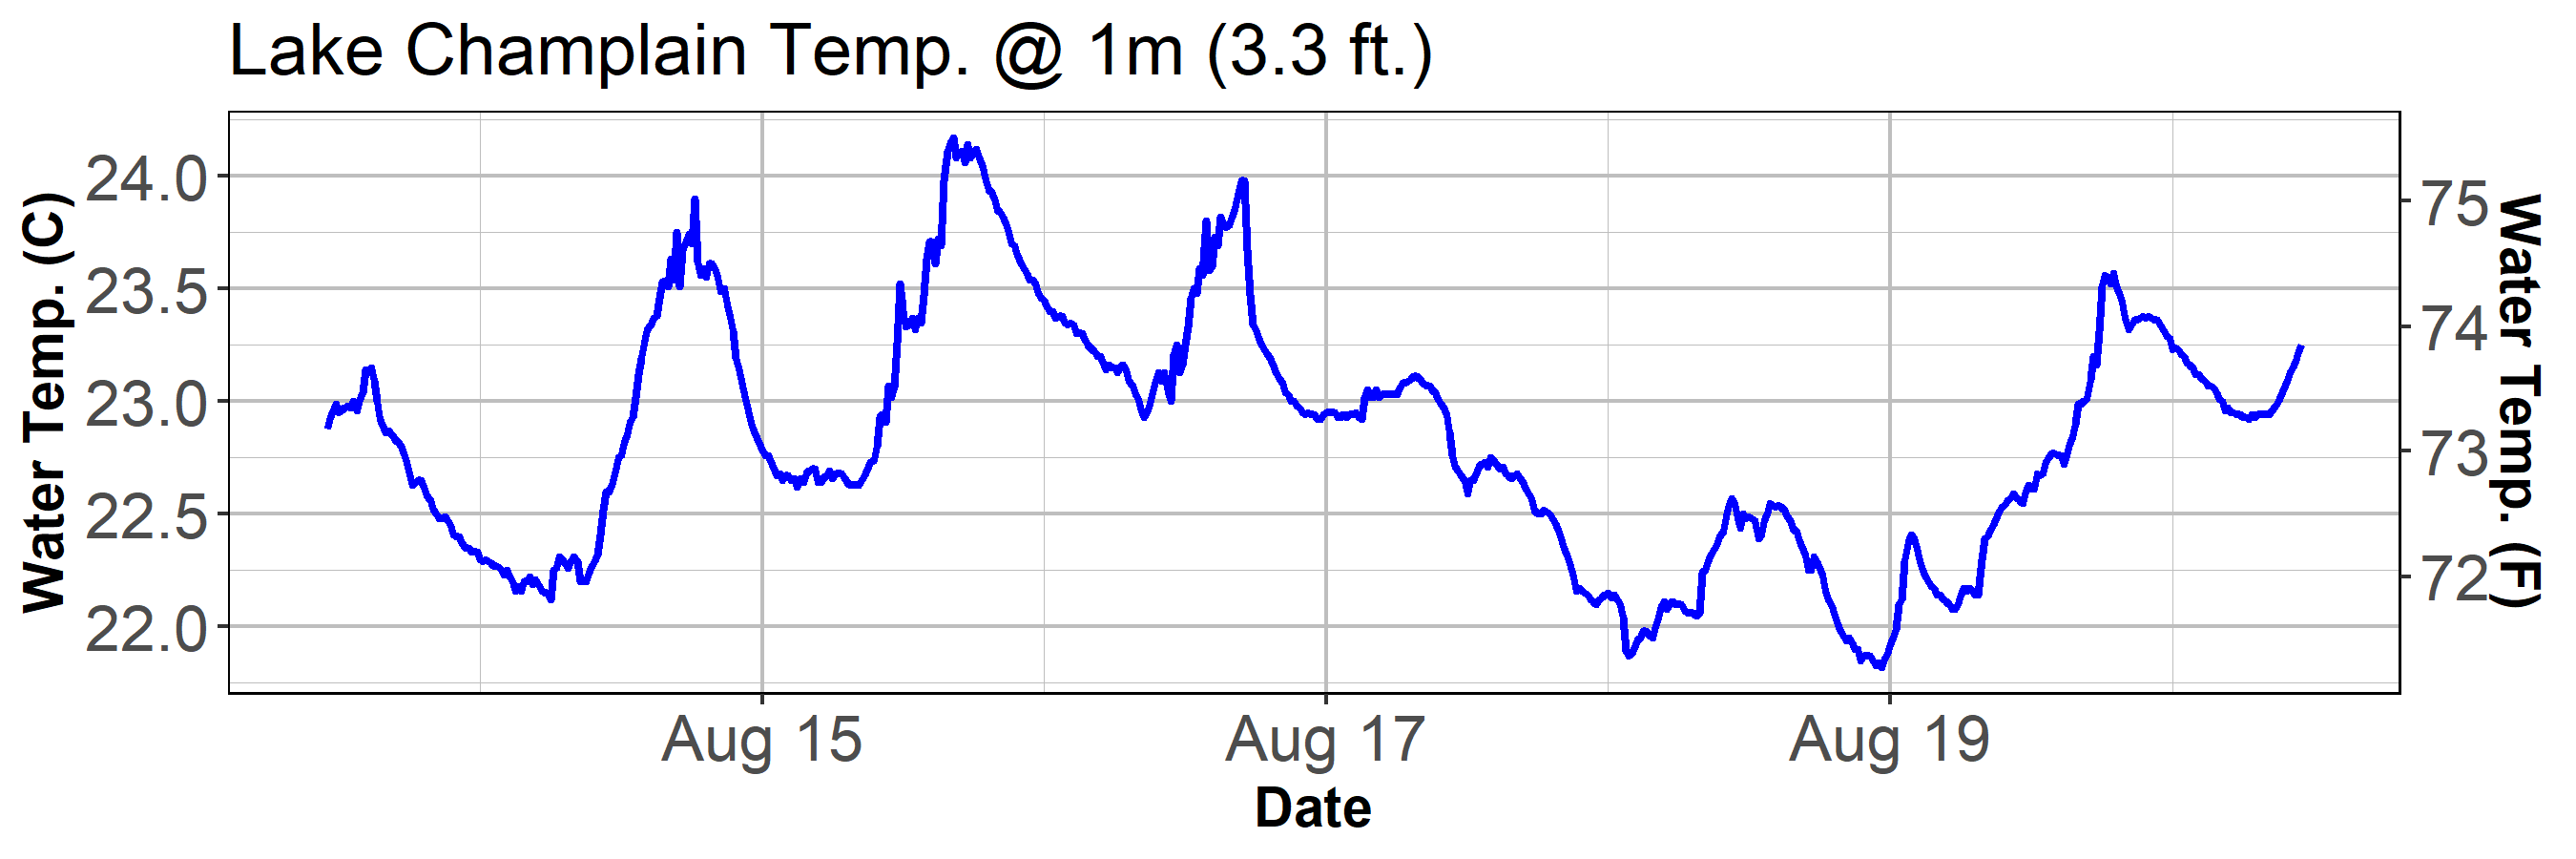 Lake Champlain Temp. @ 1m (3.3 ft.)
Water Temp. (C)
24.0
23.5
23.0
22.5
22.0
75
74
73
72
Water Temp. (F)
Aug 15
Aug 17
Aug 19
Date